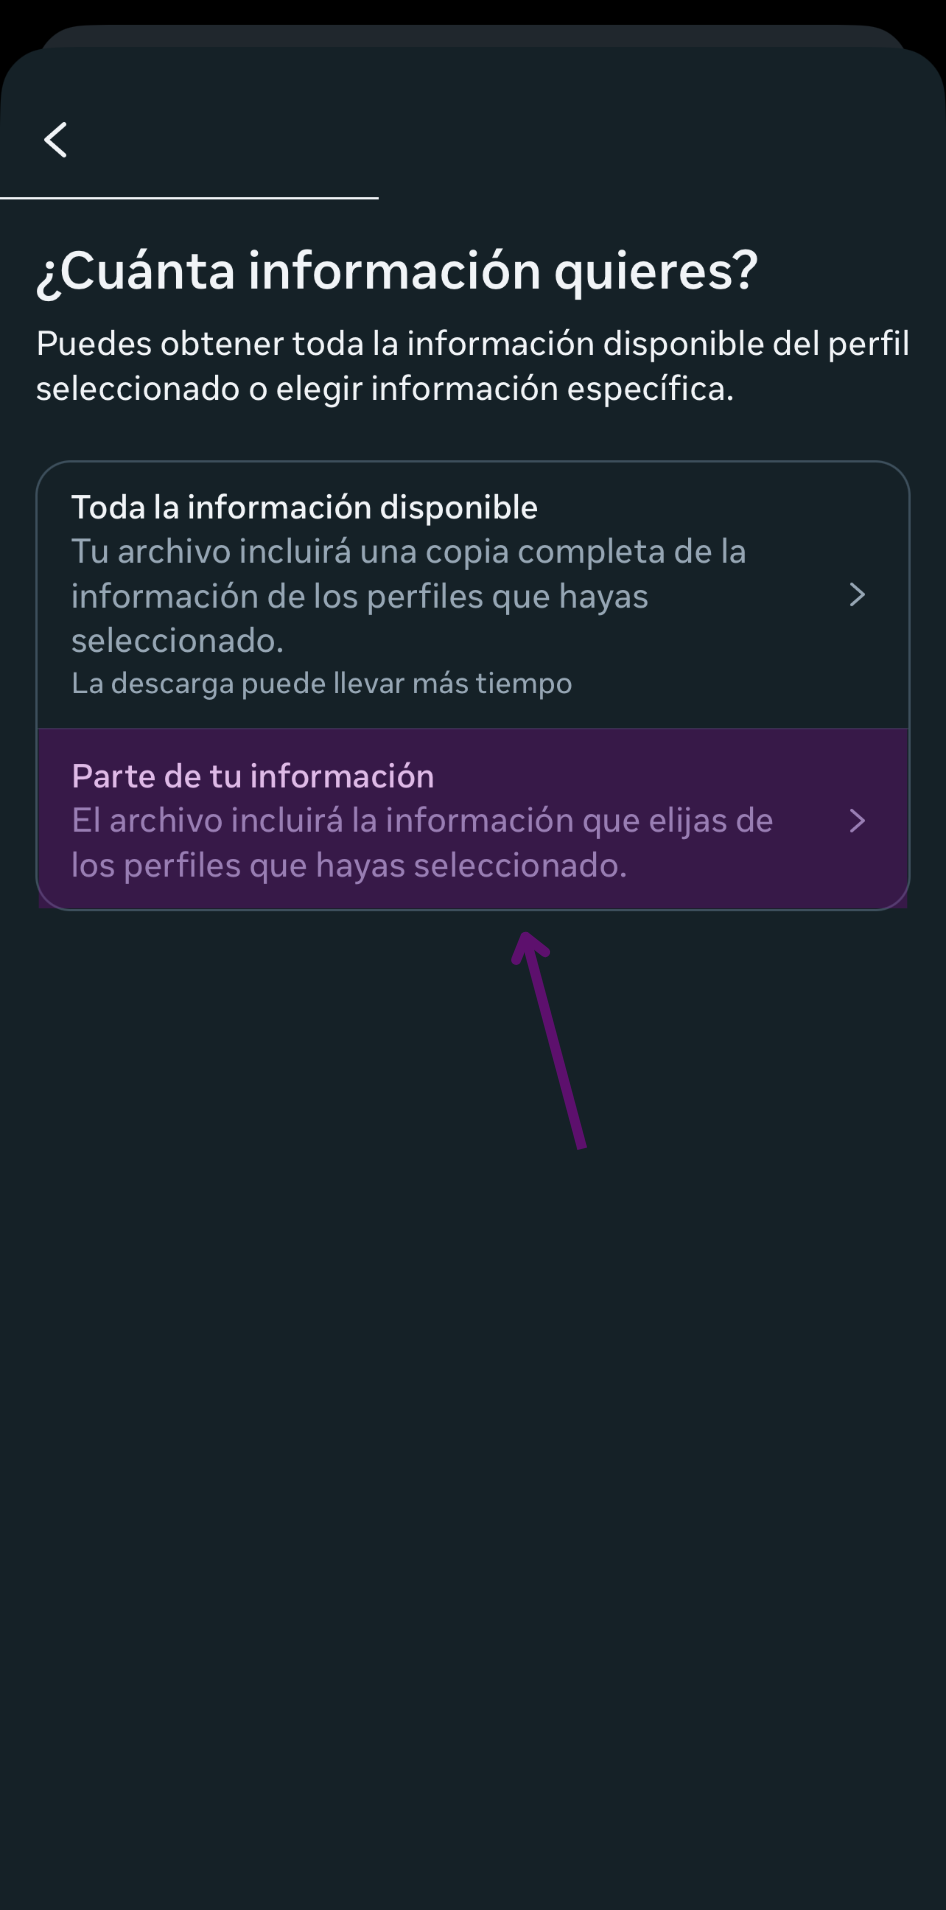 ¿Cuánta información quieres?
Puedes obtener toda la información disponible del perfil
seleccionado o elegir información específica.
Toda la información disponible
Tu archivo incluirá una copia completa de la
información de los perfiles que hayas
seleccionado.
La descarga puede llevar más tiempo
Parte de tu información
El archivo incluirá la información que elijas de
los perfiles que hayas seleccionado.